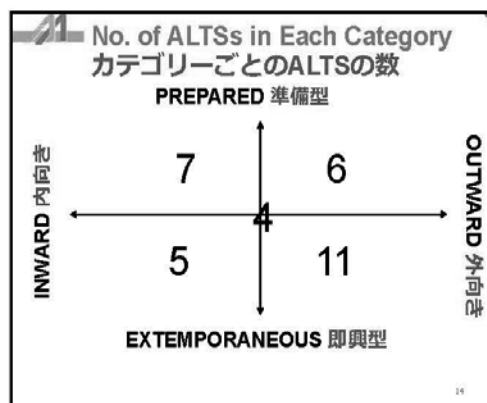 No. of ALTSs in Each Category
カテゴリーごとのALTSの数
PREPARED 準備型
7
6
INWARD 内向き
OUTWARD 外向き
4
5
11
EXTEMPORANEOUS 即興型
14